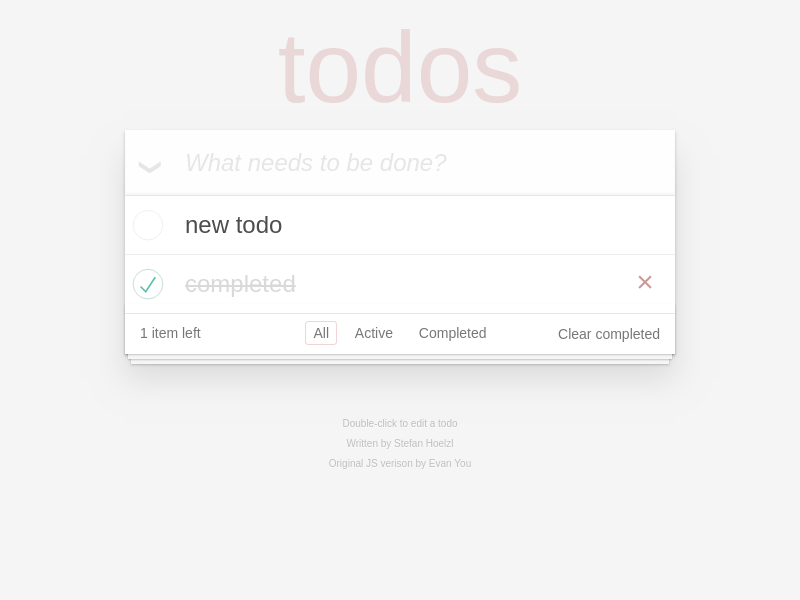 todos
What needs to be done?
new todo
completed
1 item left All Active Completed Clear completed
Double-click to edit a todo
Written by Stefan Hoelzl
Original JS verison by Evan You